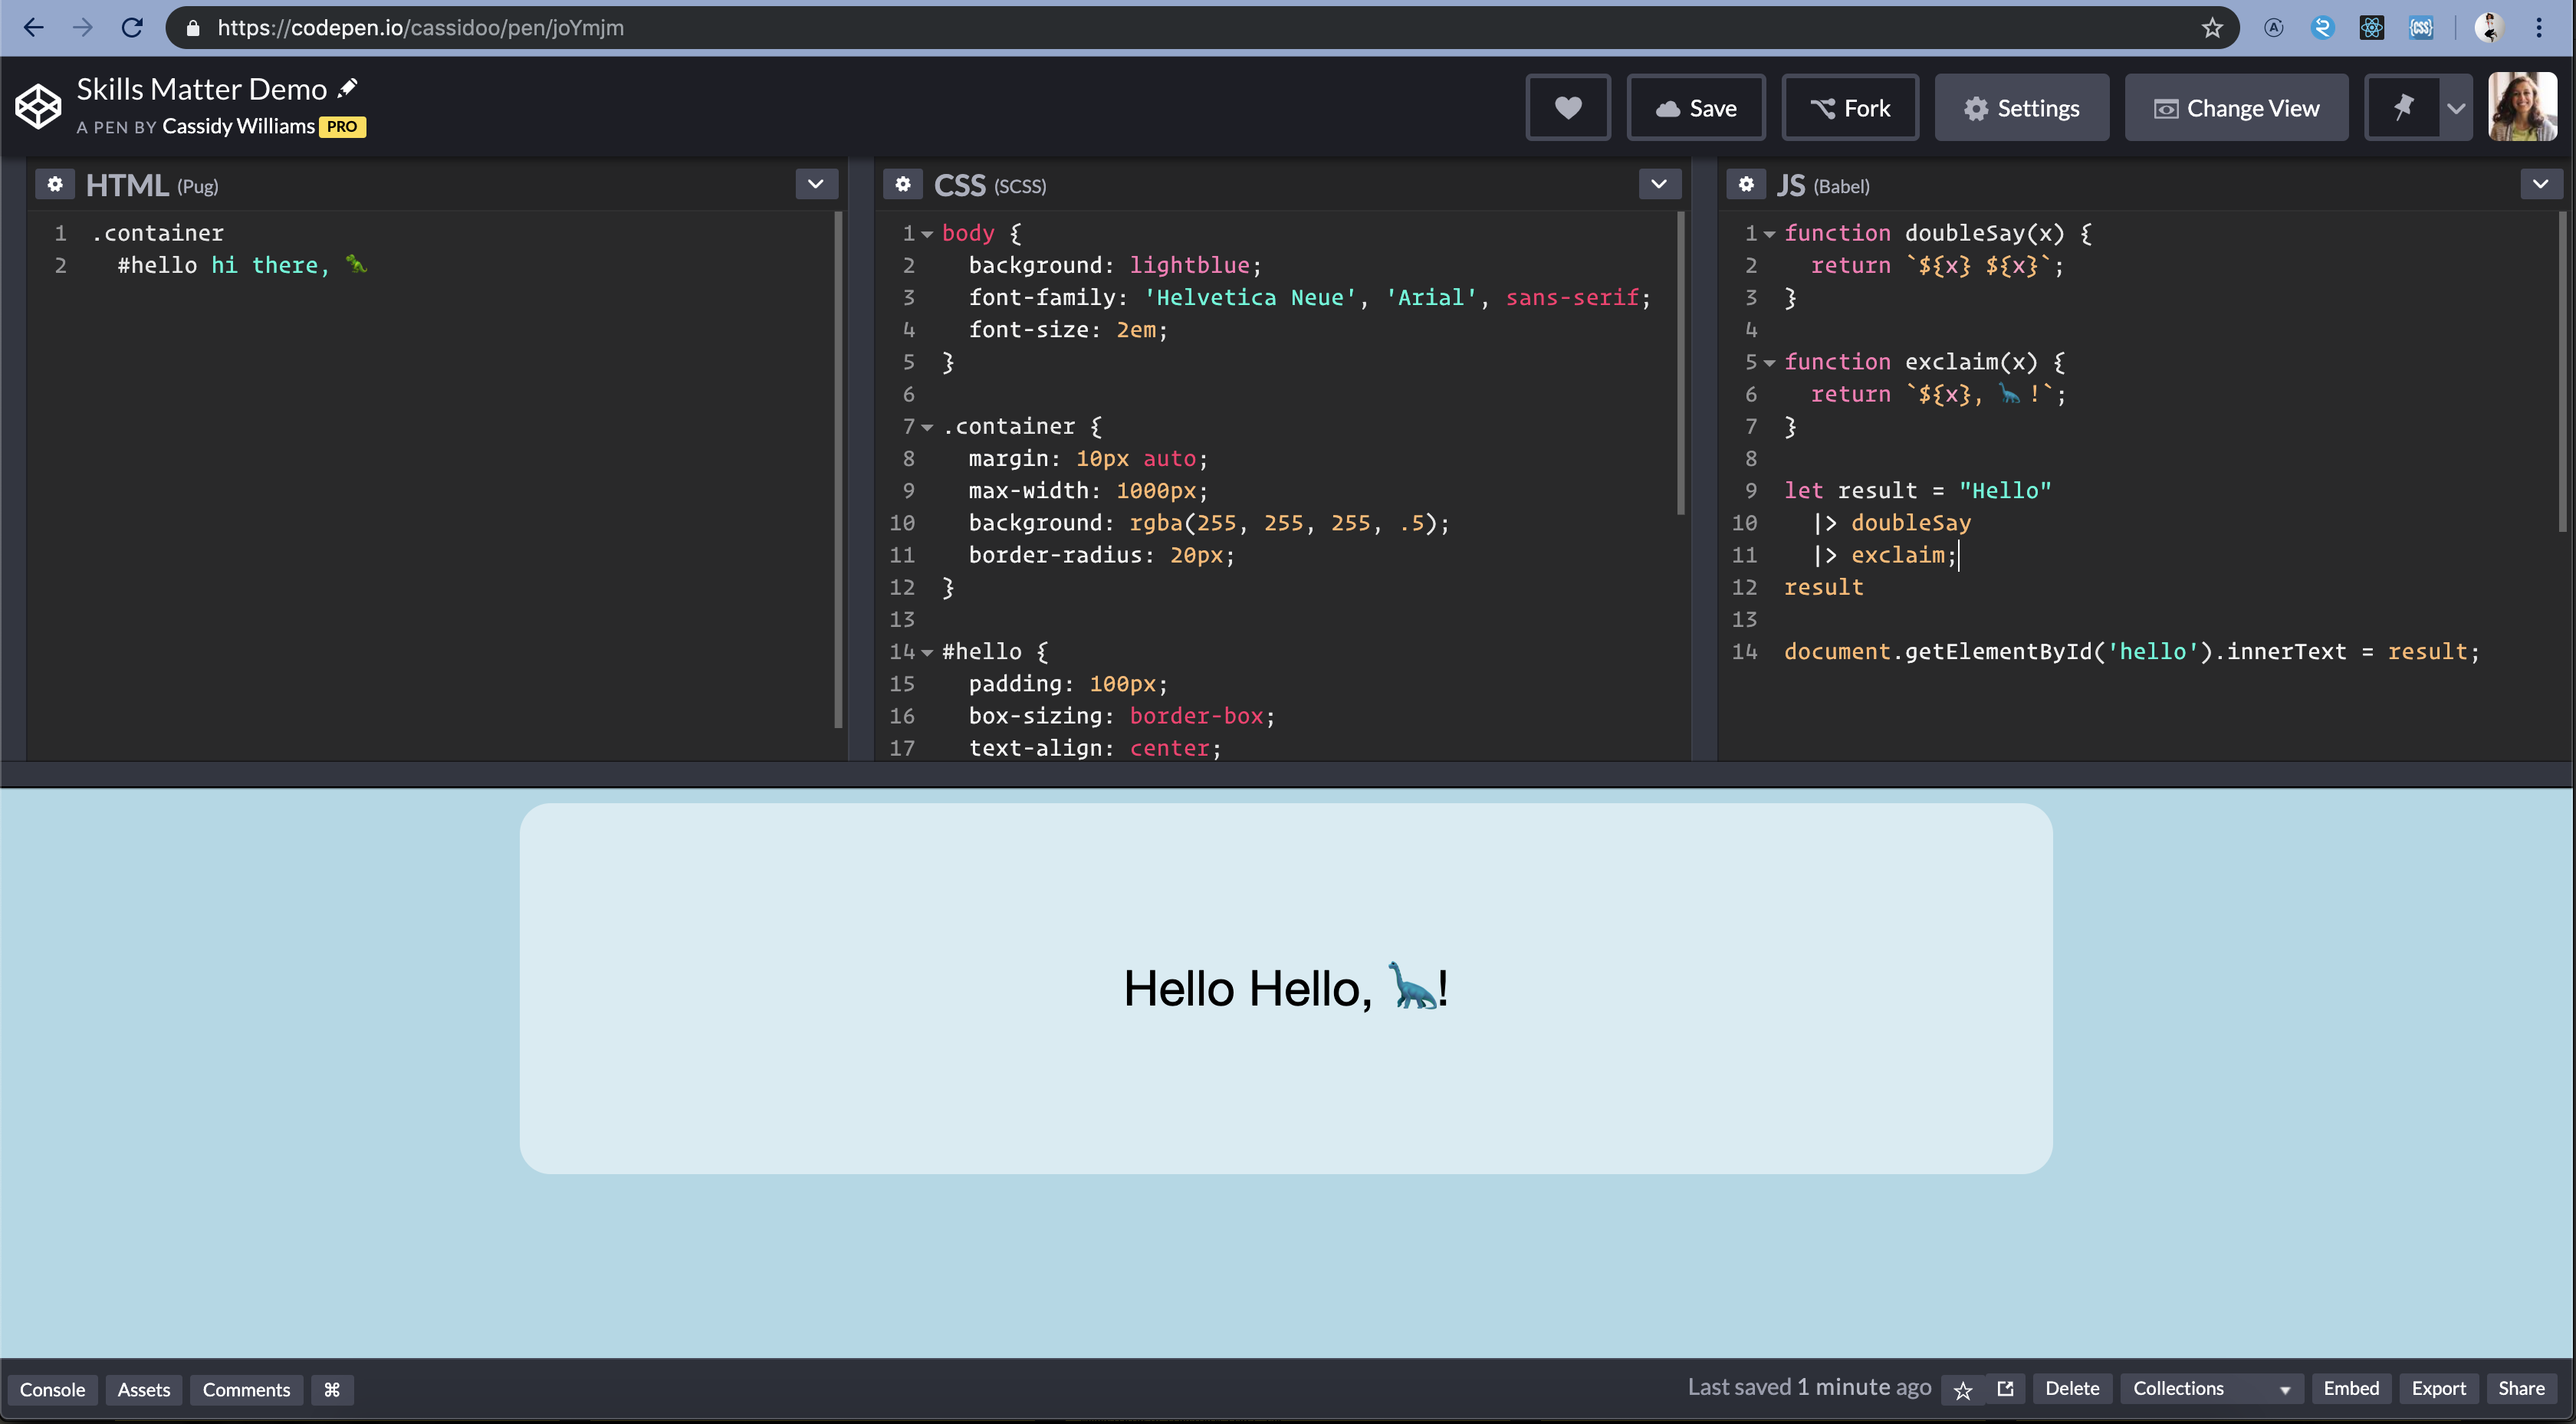 https://codepen.io/cassidoo/pen/joYmjm
Skills Matter Demo
A PEN BY Cassidy Williams PRO
Save
Fork
Settings
Change View
HTML (Pug)
1 .container
2 #hello hi there, 🦖
CSS (SCSS)
1 body {
2 background: lightblue;
3 font-family: 'Helvetica Neue', 'Arial', sans-serif;
4 font-size: 2em;
5 }
6
7 .container {
8 margin: 10px auto;
9 max-width: 1000px;
10 background: rgba(255, 255, 255, .5);
11 border-radius: 20px;
12 }
13
14 #hello {
15 padding: 100px;
16 box-sizing: border-box;
17 text-align: center;
JS (Babel)
1 function doubleSay(x) {
2 return `${x} ${x}`;
3 }
4
5 function exclaim(x) {
6 return `${x}, 🦕!`;
7 }
8
9 let result = "Hello"
10 |> doubleSay
11 |> exclaim;
12 result
13
14 document.getElementById('hello').innerText = result;
Hello Hello, 🦕!
Console
Assets
Comments
⌘
Last saved 1 minute ago
Delete
Collections
Embed
Export
Share